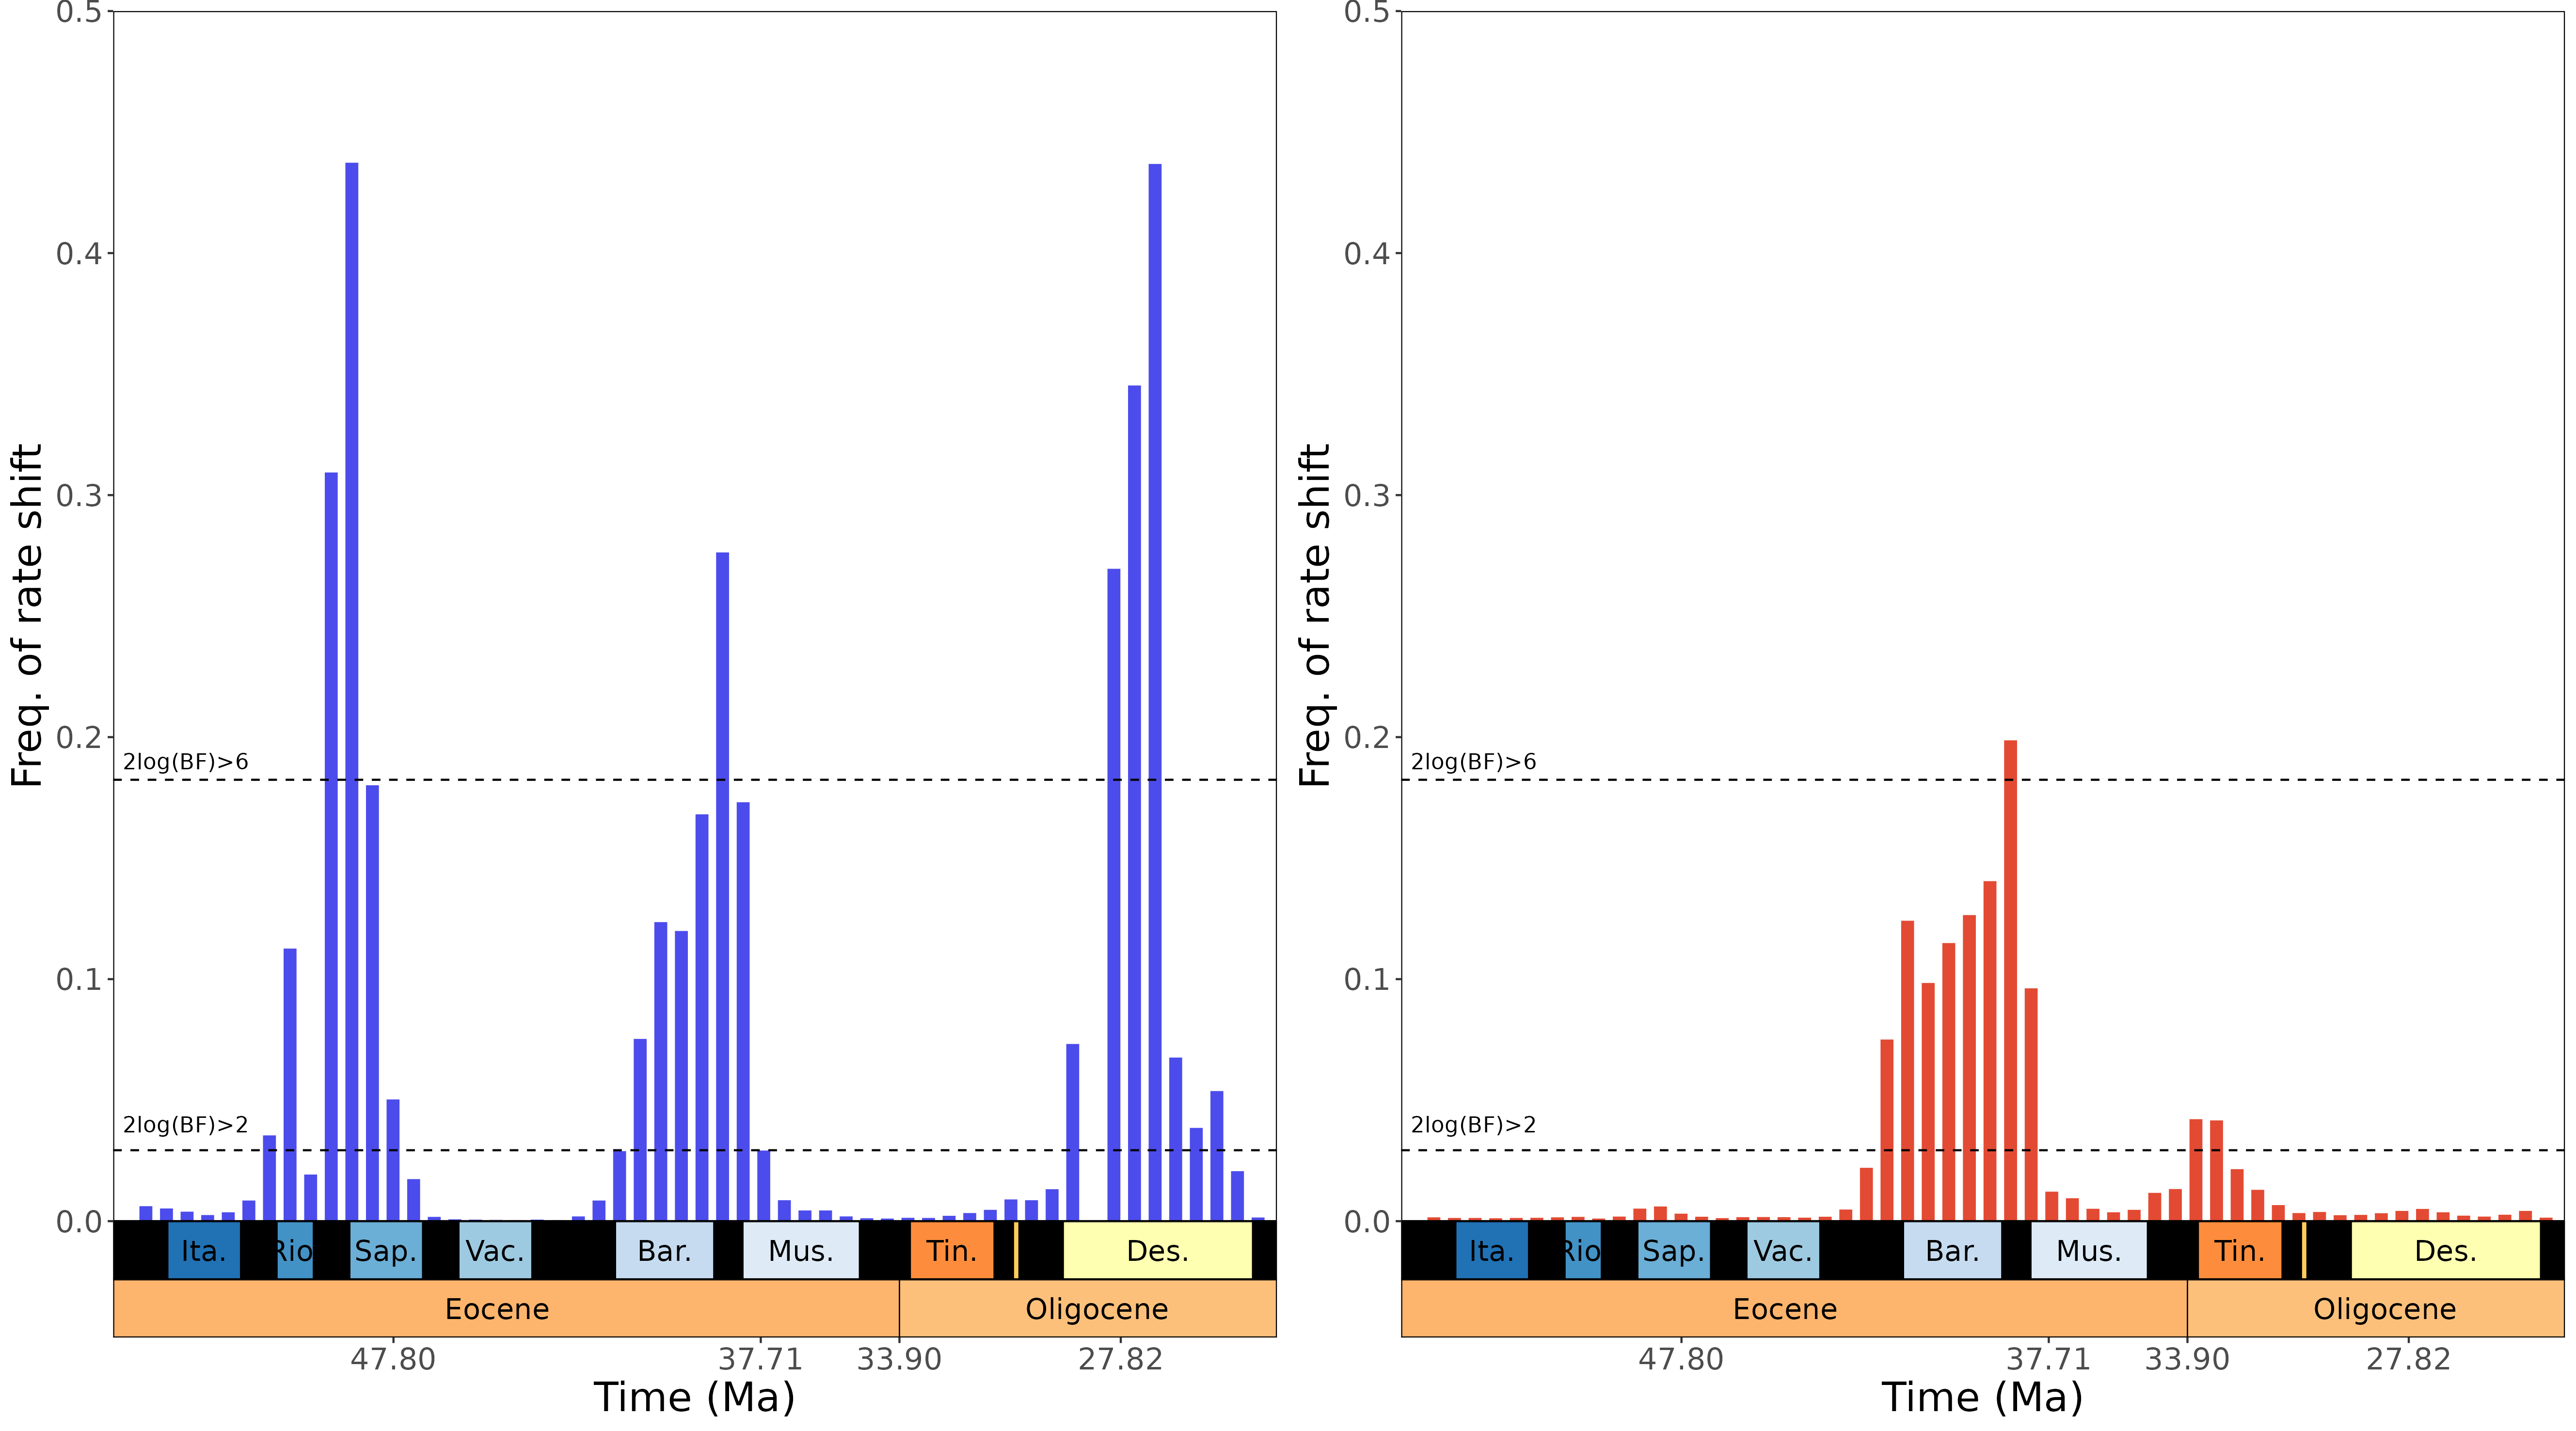 Freq. of rate shift
0.5
0.4
0.3
0.2
0.1
0.0
2log(BF)>6
2log(BF)>2
Ita. Rio Sap. Vac. Bar. Mus. Tin. Des.
Eocene Oligocene
47.80 37.71 33.90 27.82
Time (Ma)
Freq. of rate shift
0.5
0.4
0.3
0.2
0.1
0.0
2log(BF)>6
2log(BF)>2
Ita. Rio Sap. Vac. Bar. Mus. Tin. Des.
Eocene Oligocene
47.80 37.71 33.90 27.82
Time (Ma)